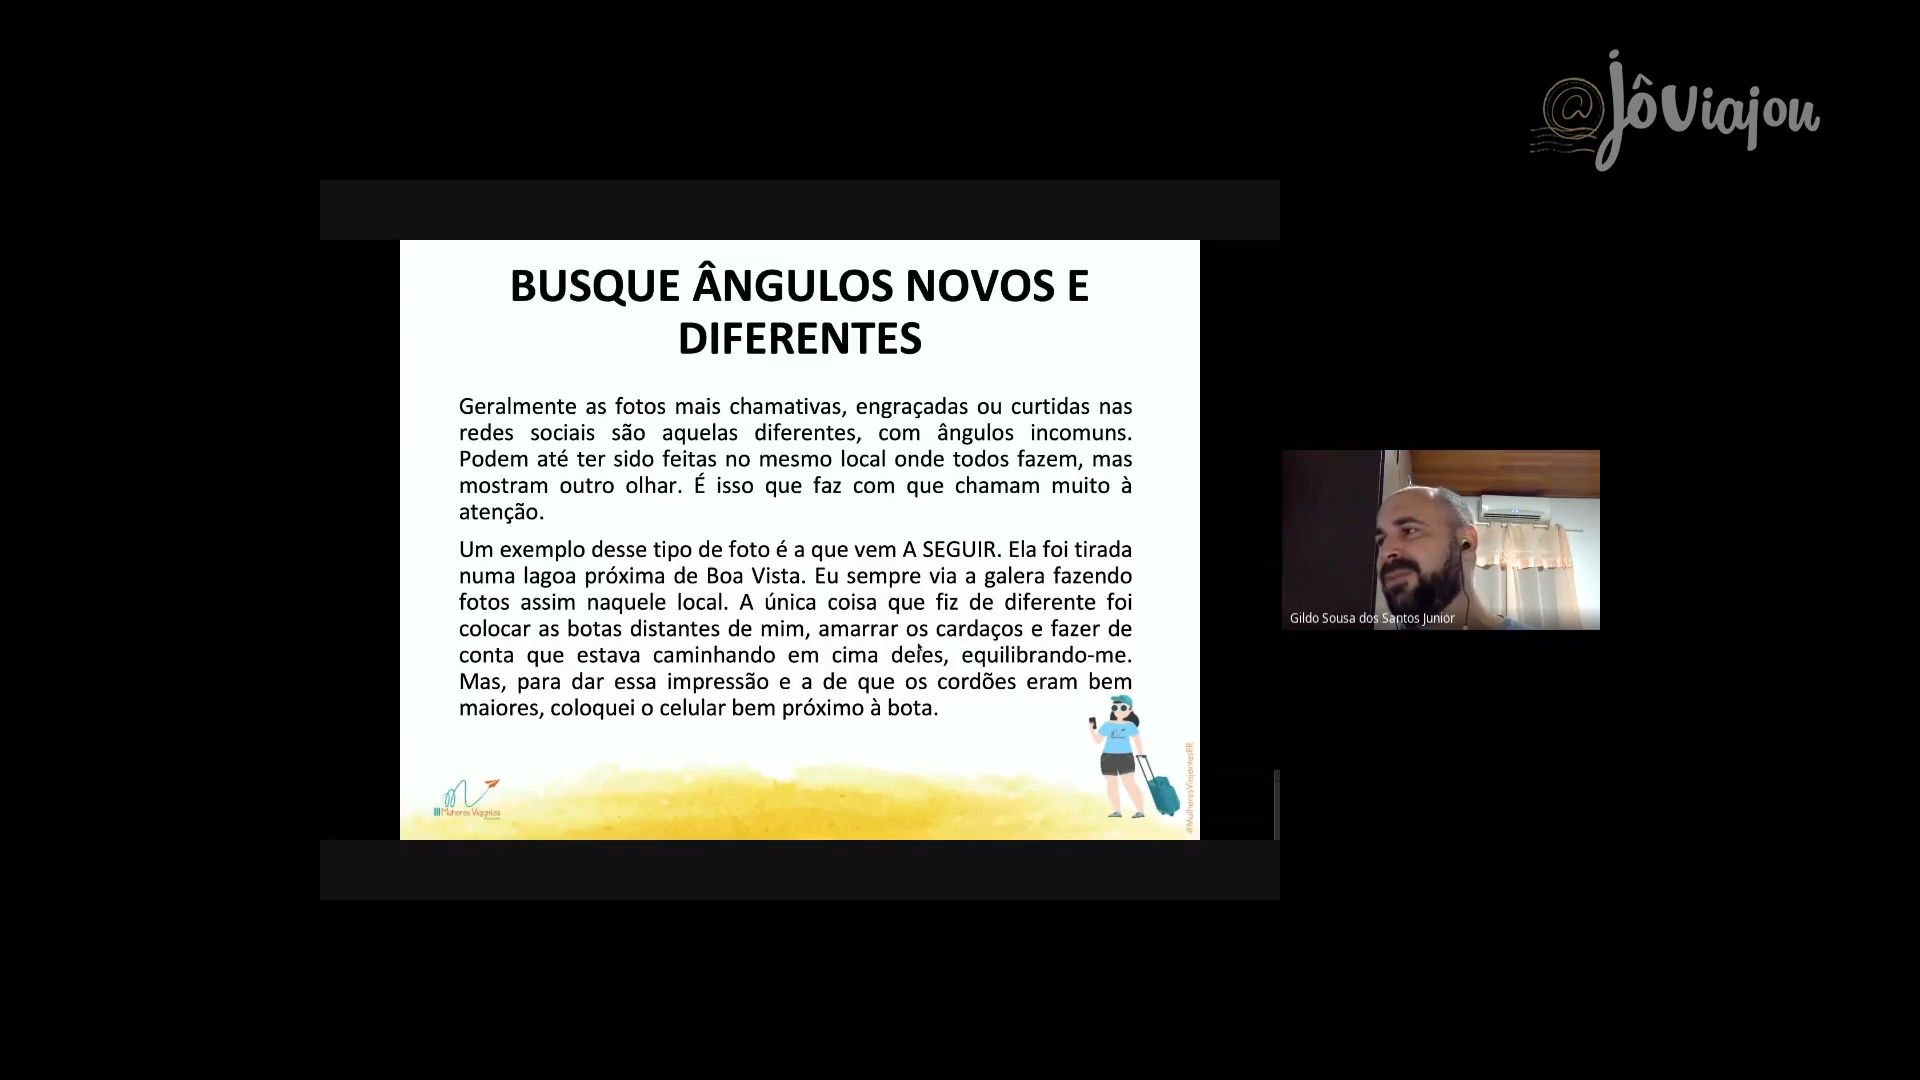 @jôviajou
BUSQUE ÂNGULOS NOVOS E
DIFERENTES
Geralmente as fotos mais chamativas, engraçadas ou curtidas nas
redes sociais são aquelas diferentes, com ângulos incomuns.
Podem até ter sido feitas no mesmo local onde todos fazem, mas
mostram outro olhar. É isso que faz com que chamam muito à
atenção.
Um exemplo desse tipo de foto é a que vem A SEGUIR. Ela foi tirada
numa lagoa próxima de Boa Vista. Eu sempre via a galera fazendo
fotos assim naquele local. A única coisa que fiz de diferente foi
colocar as botas distantes de mim, amarrar os cardaços e fazer de
conta que estava caminhando em cima deles, equilibrando-me.
Mas, para dar essa impressão e a de que os cordões eram bem
maiores, coloquei o celular bem próximo à bota.
Gildo Sousa dos Santos Junior
Mulheres Viajantes
#MulheresViajantesRR